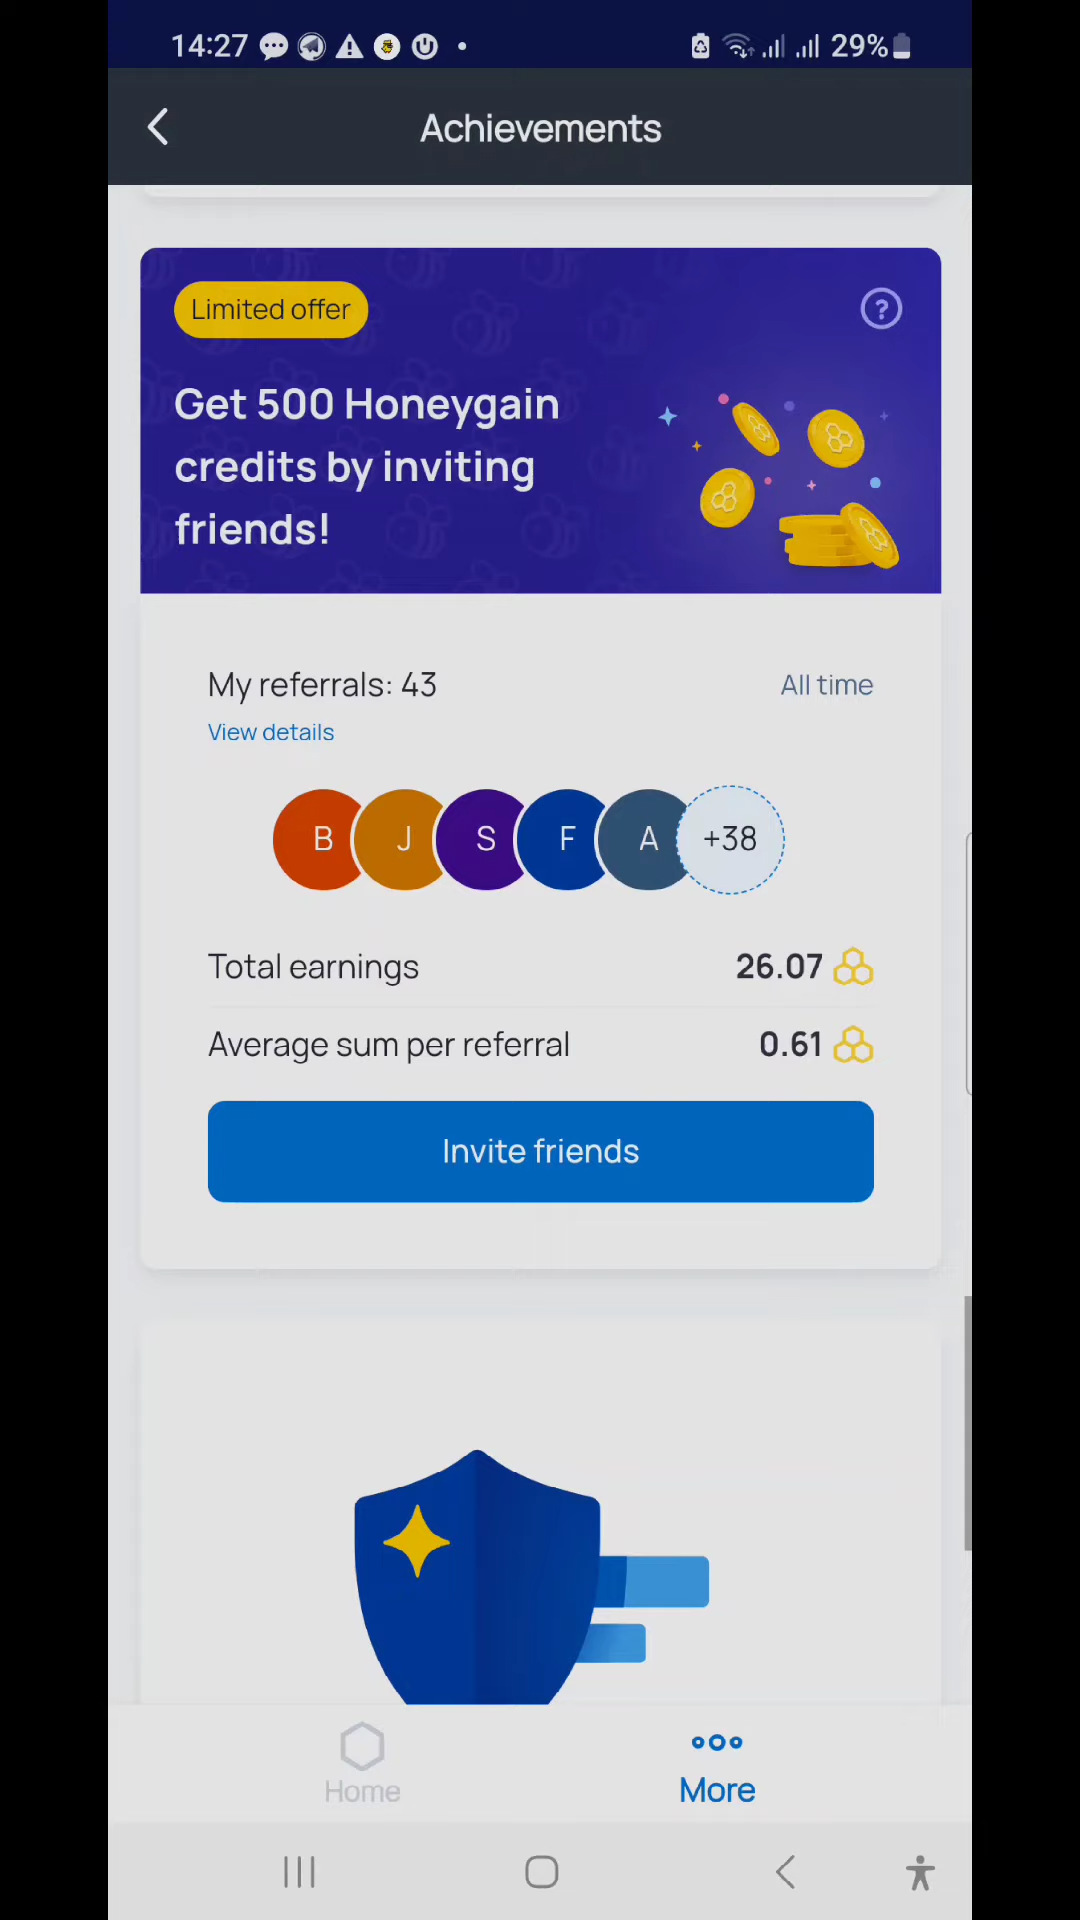 14:27
29%
Achievements
Limited offer
?
Get 500 Honeygain
credits by inviting
friends!
My referrals: 43
All time
View details
B J S F A +38
Total earnings
26.07
Average sum per referral
0.61
Invite friends
Home
More